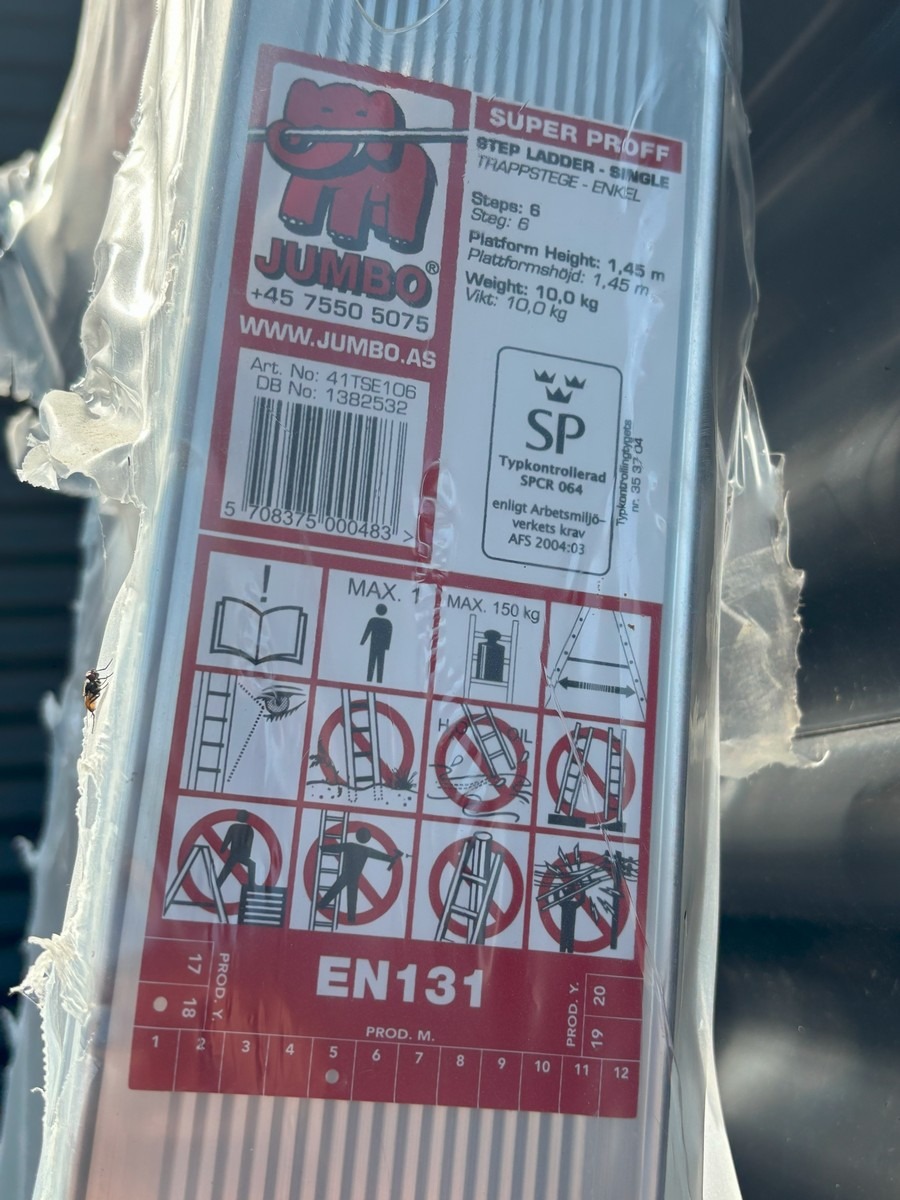 JUMBO®
+45 7550 5075
WWW.JUMBO.AS
Art. No: 41TSE106
DB No: 1382532
5 708375 000483 >
SUPER PROFF
STEP LADDER - SINGLE
TRAPPSTEGE - ENKEL
Steps: 6
Steg: 6
Platform Height: 1,45 m
Plattformshöjd: 1,45 m
Weight: 10,0 kg
Vikt: 10,0 kg
SP
Typkontrollerad
SPCR 064
enligt Arbetsmiljö-
verkets krav
AFS 2004:03
Typkontrollintygets
nr. 35 37 04
!
MAX. 1
MAX. 150 kg
OIL
EN131
17
18
PROD. Y.
PROD. M.
PROD. Y.
19
20
1 2 3 4 5 6 7 8 9 10 11 12